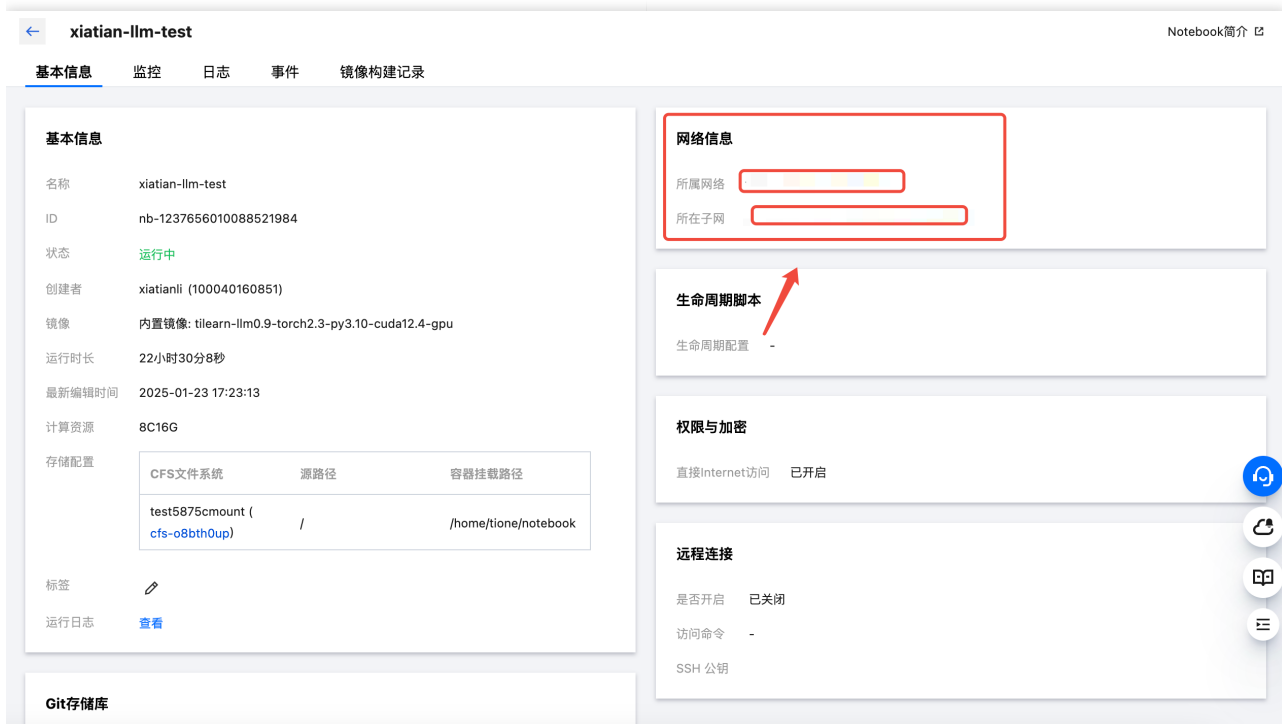 xiatian-llm-test
Notebook简介
基本信息 监控 日志 事件 镜像构建记录
基本信息
名称 xiatian-llm-test
ID nb-1237656010088521984
状态 运行中
创建者 xiatianli (100040160851)
镜像 内置镜像: tilearn-llm0.9-torch2.3-py3.10-cuda12.4-gpu
运行时长 22小时30分8秒
最新编辑时间 2025-01-23 17:23:13
计算资源 8C16G
存储配置
CFS文件系统 源路径 容器挂载路径
test5875cmount (
cfs-o8bth0up) / /home/tione/notebook
标签
运行日志 查看
Git存储库
网络信息
所属网络
所在子网
生命周期脚本
生命周期配置 -
权限与加密
直接Internet访问 已开启
远程连接
是否开启 已关闭
访问命令 -
SSH 公钥